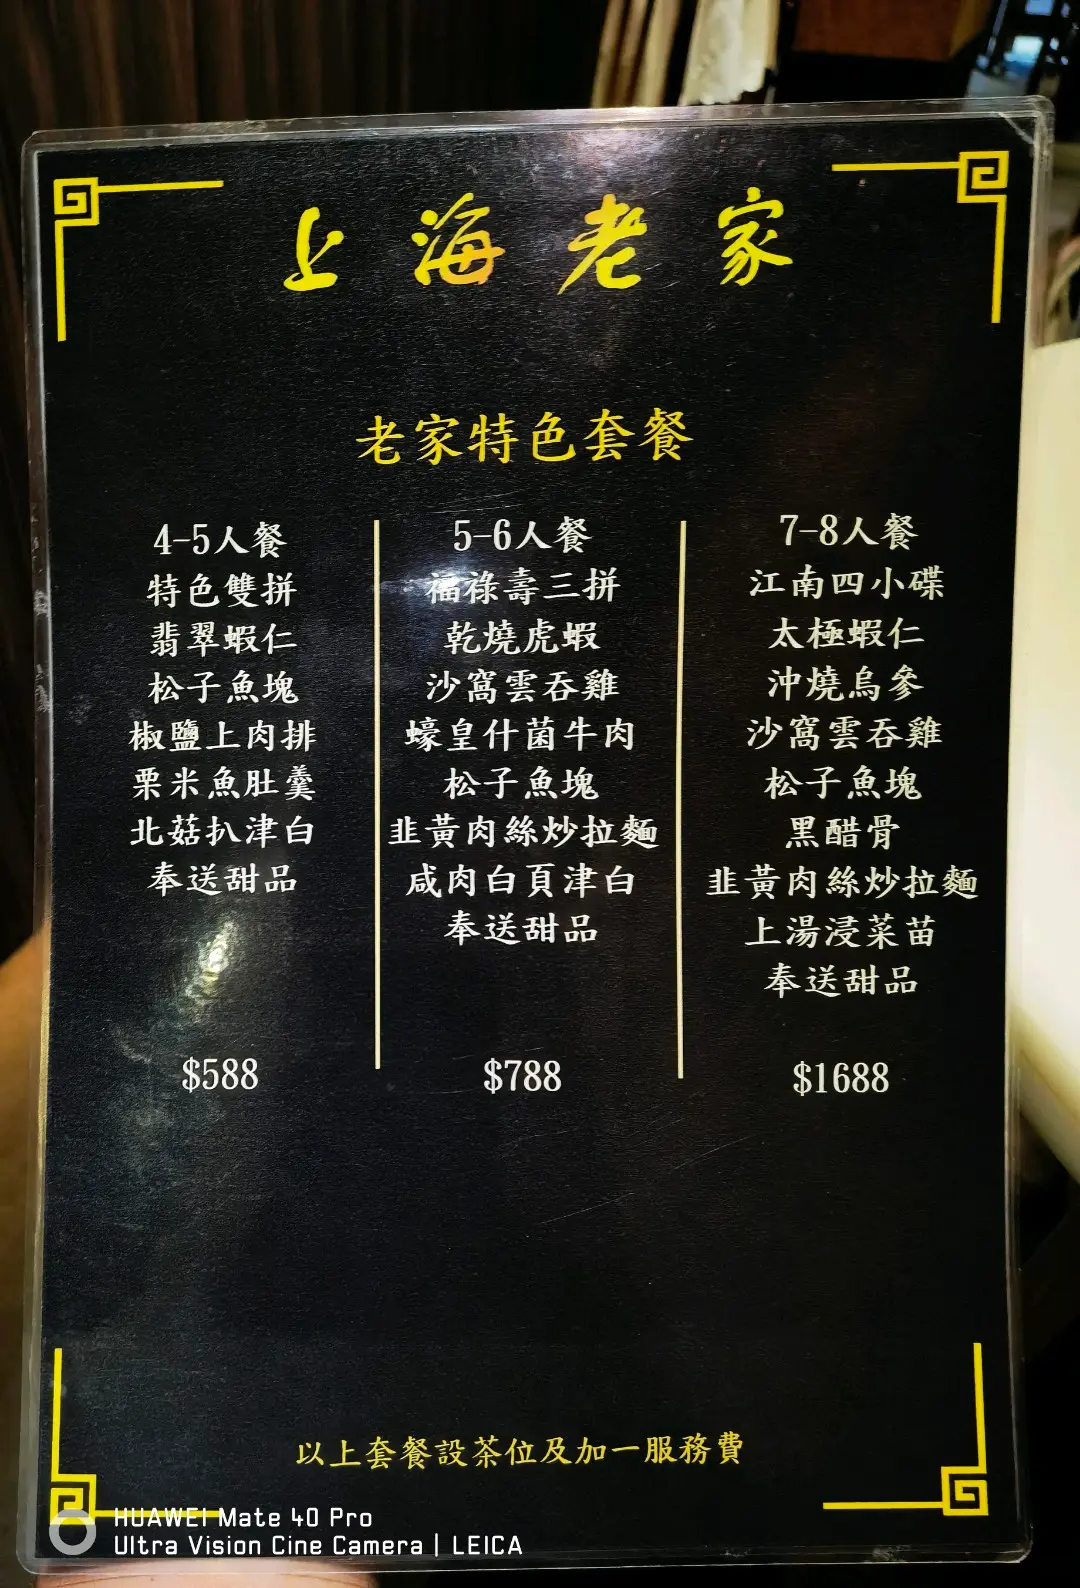 上海老家
老家特色套餐
4-5人餐
特色雙拼
翡翠蝦仁
松子魚塊
椒鹽上肉排
栗米魚肚羹
北菇扒津白
奉送甜品
$588
5-6人餐
福祿壽三拼
乾燒虎蝦
沙窩雲吞雞
蠔皇什菌牛肉
松子魚塊
韭黃肉絲炒拉麵
咸肉白頁津白
奉送甜品
$788
7-8人餐
江南四小碟
太極蝦仁
沖燒烏參
沙窩雲吞雞
松子魚塊
黑醋骨
韭黃肉絲炒拉麵
上湯浸菜苗
奉送甜品
$1688
以上套餐設茶位及加一服務費
HUAWEI Mate 40 Pro
Ultra Vision Cine Camera | LEICA